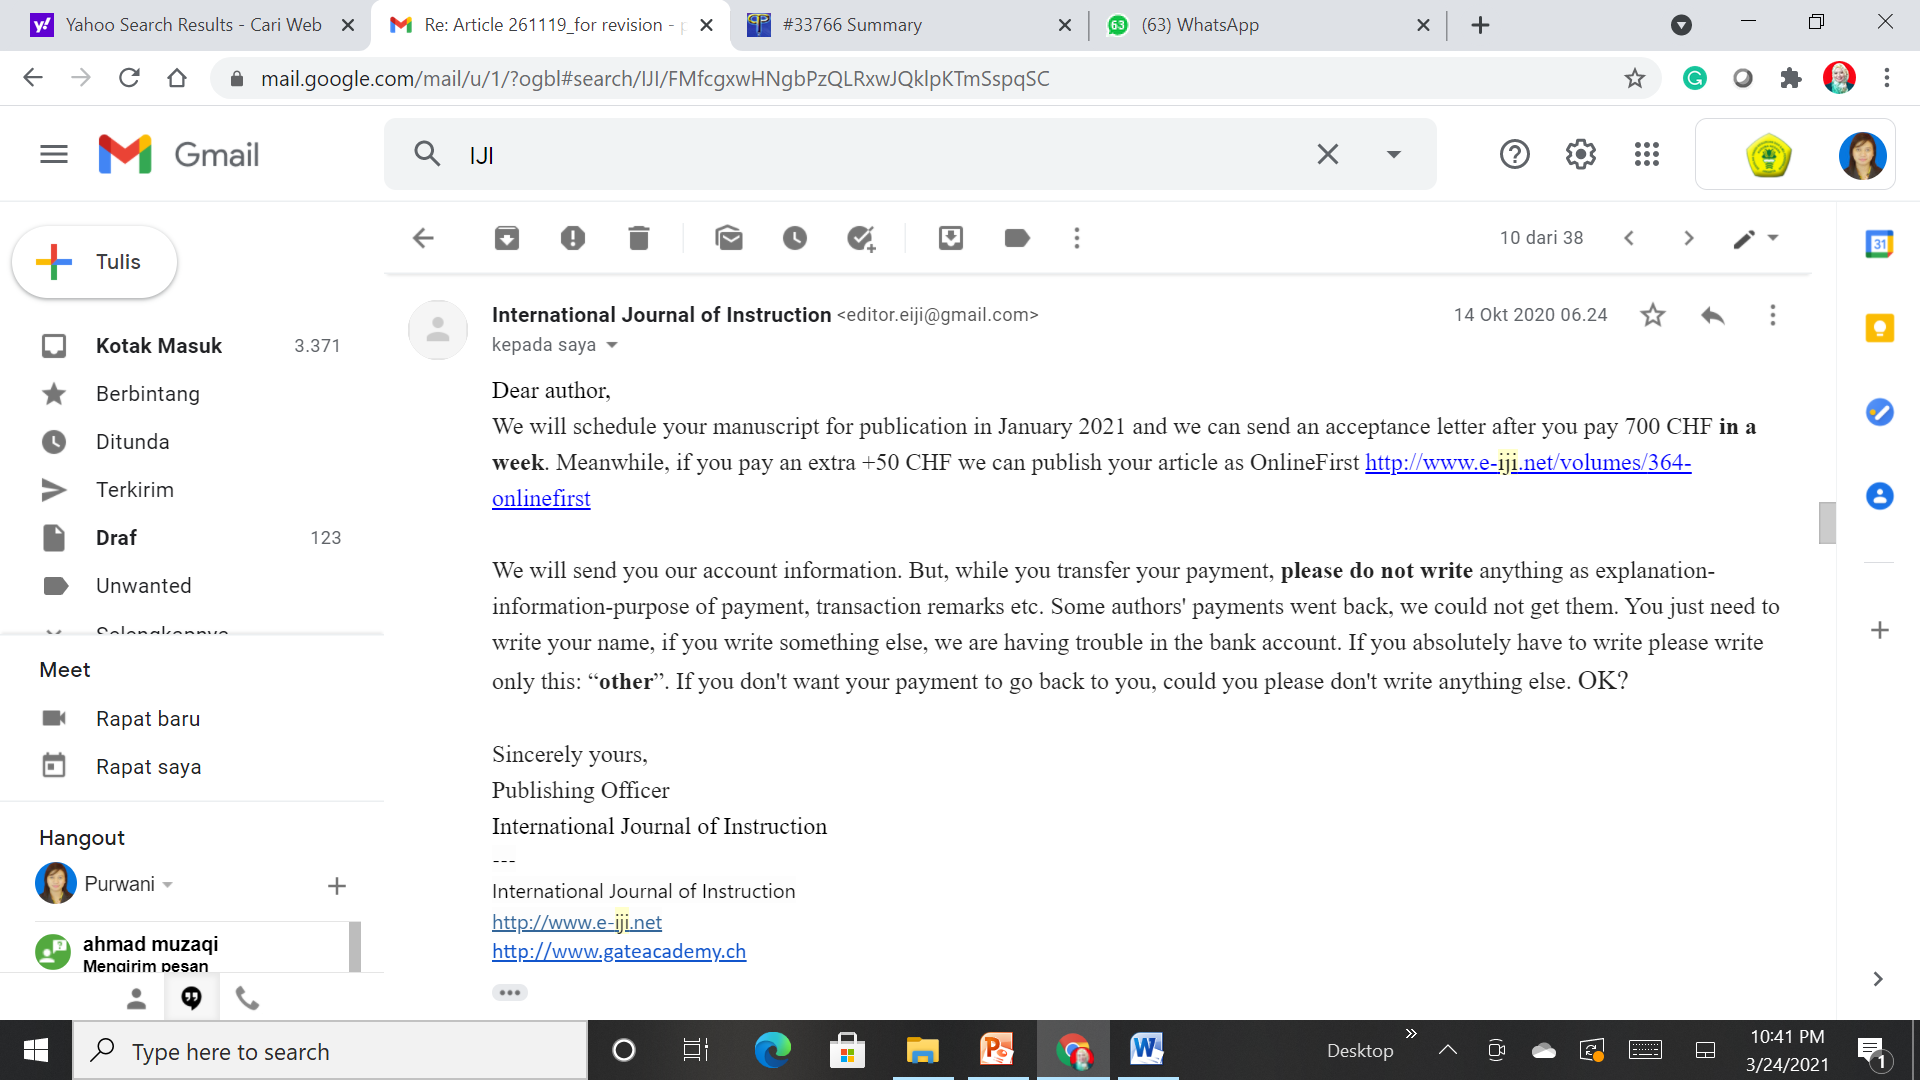 Yahoo Search Results - Cari Web
Re: Article 261119_for revision - p
#33766 Summary
63
(63) WhatsApp
mail.google.com/mail/u/1/?ogbl#search/IJI/FMfcgxwHNgbPzQLRxwJQklpKTmSspqSC
Gmail
IJI
Tulis
10 dari 38
31
International Journal of Instruction <editor.eiji@gmail.com>
14 Okt 2020 06.24
kepada saya
Kotak Masuk 3.371
Berbintang
Ditunda
Terkirim
Draf 123
Unwanted
Selengkapnya
Dear author,
We will schedule your manuscript for publication in January 2021 and we can send an acceptance letter after you pay 700 CHF in a
week. Meanwhile, if you pay an extra +50 CHF we can publish your article as OnlineFirst http://www.e-iji.net/volumes/364-
onlinefirst
We will send you our account information. But, while you transfer your payment, please do not write anything as explanation-
information-purpose of payment, transaction remarks etc. Some authors' payments went back, we could not get them. You just need to
write your name, if you write something else, we are having trouble in the bank account. If you absolutely have to write please write
only this: “other”. If you don't want your payment to go back to you, could you please don't write anything else. OK?
Sincerely yours,
Publishing Officer
International Journal of Instruction
---
International Journal of Instruction
http://www.e-iji.net
http://www.gateacademy.ch
Meet
Rapat baru
Rapat saya
Hangout
Purwani
ahmad muzaqi
Mengirim pesan
Type here to search
Desktop
10:41 PM
3/24/2021
1